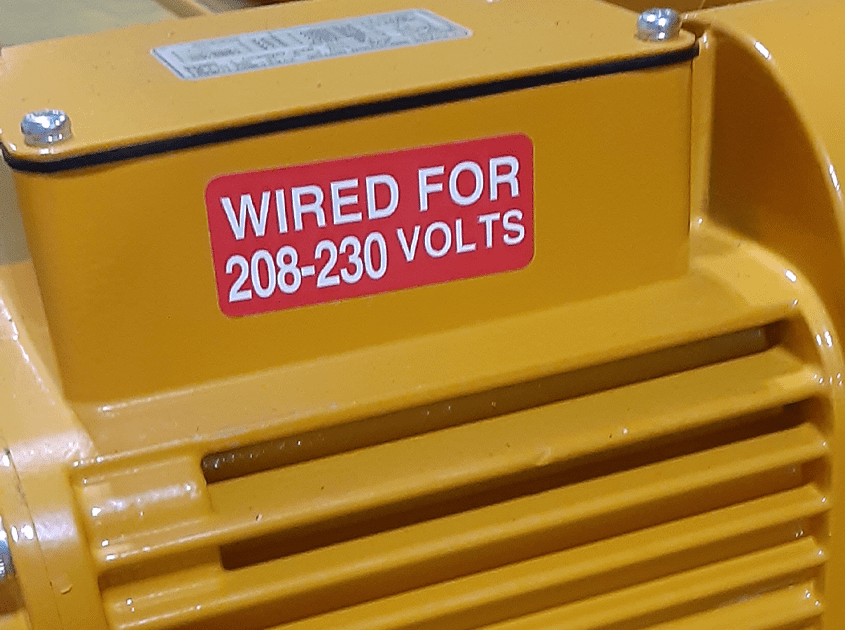 WIRED FOR
208-230 VOLTS